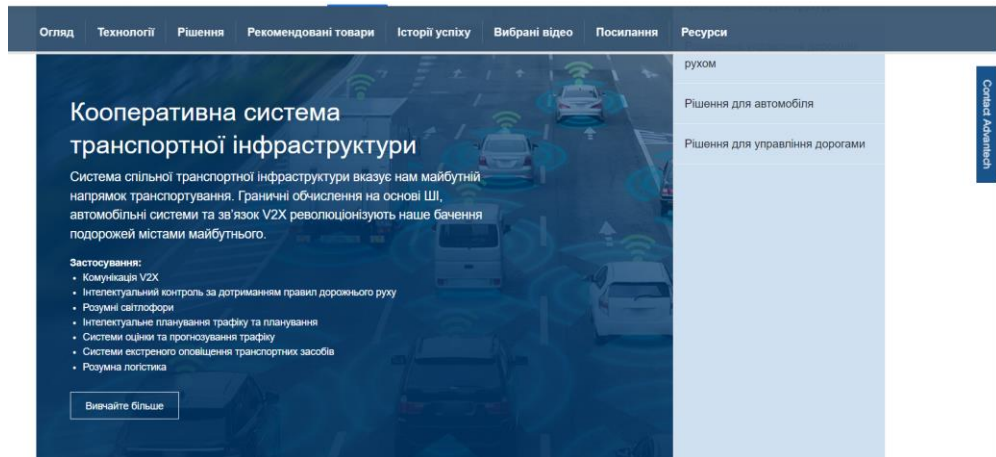 Огляд Технології Рішення Рекомендовані товари Історії успіху Вибрані відео Посилання Ресурси
Кооперативна система
транспортної інфраструктури
Система спільної транспортної інфраструктури вказує нам майбутній
напрямок транспортування. Граничні обчислення на основі ШІ,
автомобільні системи та зв'язок V2X революціонізують наше бачення
подорожей містами майбутнього.
Застосування:
• Комунікація V2X
• Інтелектуальний контроль за дотриманням правил дорожнього руху
• Розумні світлофори
• Інтелектуальне планування трафіку та планування
• Системи оцінки та прогнозування трафіку
• Системи екстреного оповіщення транспортних засобів
• Розумна логістика
Вивчайте більше
рухом
Рішення для автомобіля
Рішення для управління дорогами
Contact Advantech